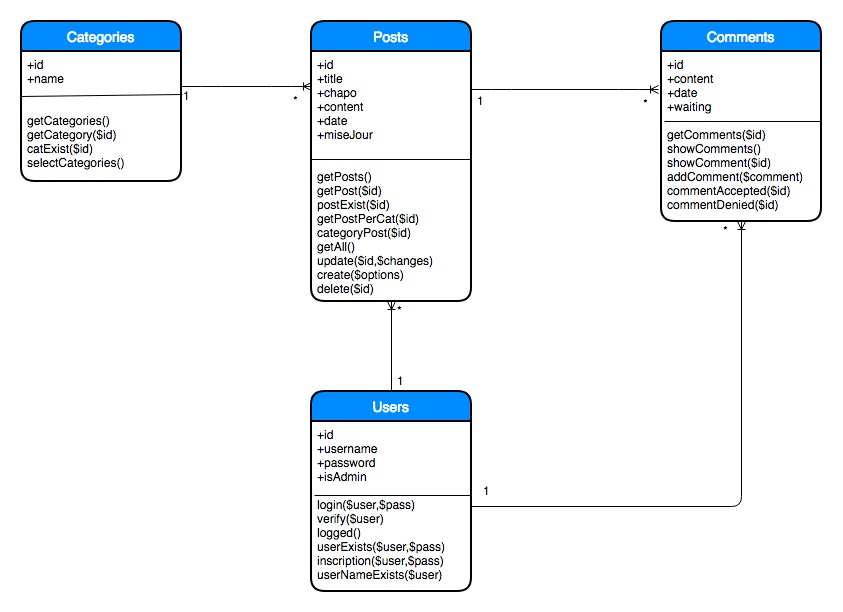 Categories
+id
+name
getCategories()
getCategory($id)
catExist($id)
selectCategories()
1
*
Posts
+id
+title
+chapo
+content
+date
+miseJour
getPosts()
getPost($id)
postExist($id)
getPostPerCat($id)
categoryPost($id)
getAll()
update($id,$changes)
create($options)
delete($id)
1
*
Comments
+id
+content
+date
+waiting
getComments($id)
showComments()
showComment($id)
addComment($comment)
commentAccepted($id)
commentDenied($id)
*
*
1
Users
+id
+username
+password
+isAdmin
login($user,$pass)
verify($user)
logged()
userExists($user,$pass)
inscription($user,$pass)
userNameExists($user)
1